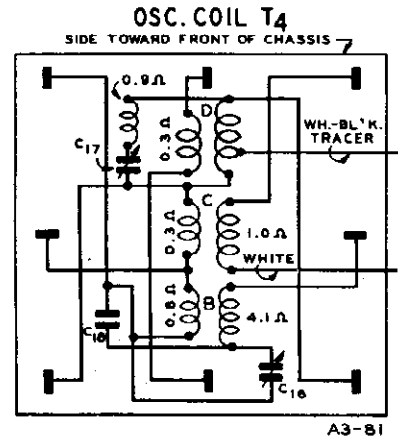 OSC. COIL T4
SIDE TOWARD FRONT OF CHASSIS
0.9Ω
D
C17
0.3Ω
WH.-BL'K.
TRACER
C
0.3Ω
1.0Ω
WHITE
B
0.8Ω
4.1Ω
C18
C16
A3-81